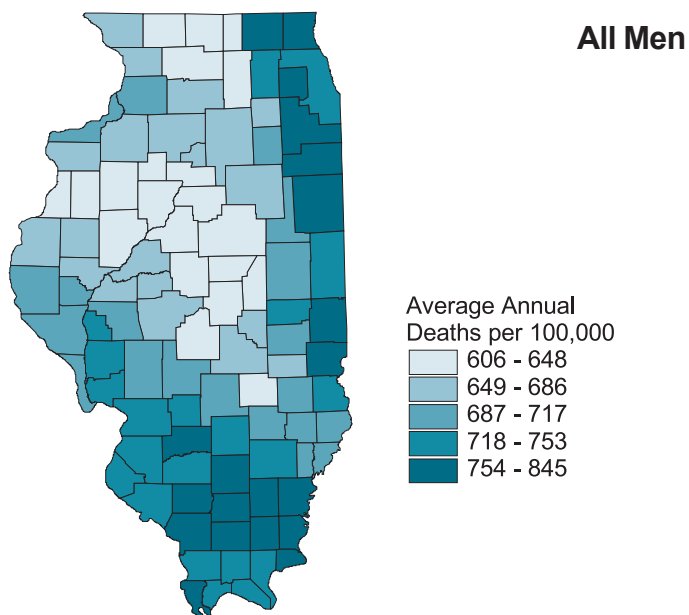 All Men
Average Annual
Deaths per 100,000
606 - 648
649 - 686
687 - 717
718 - 753
754 - 845